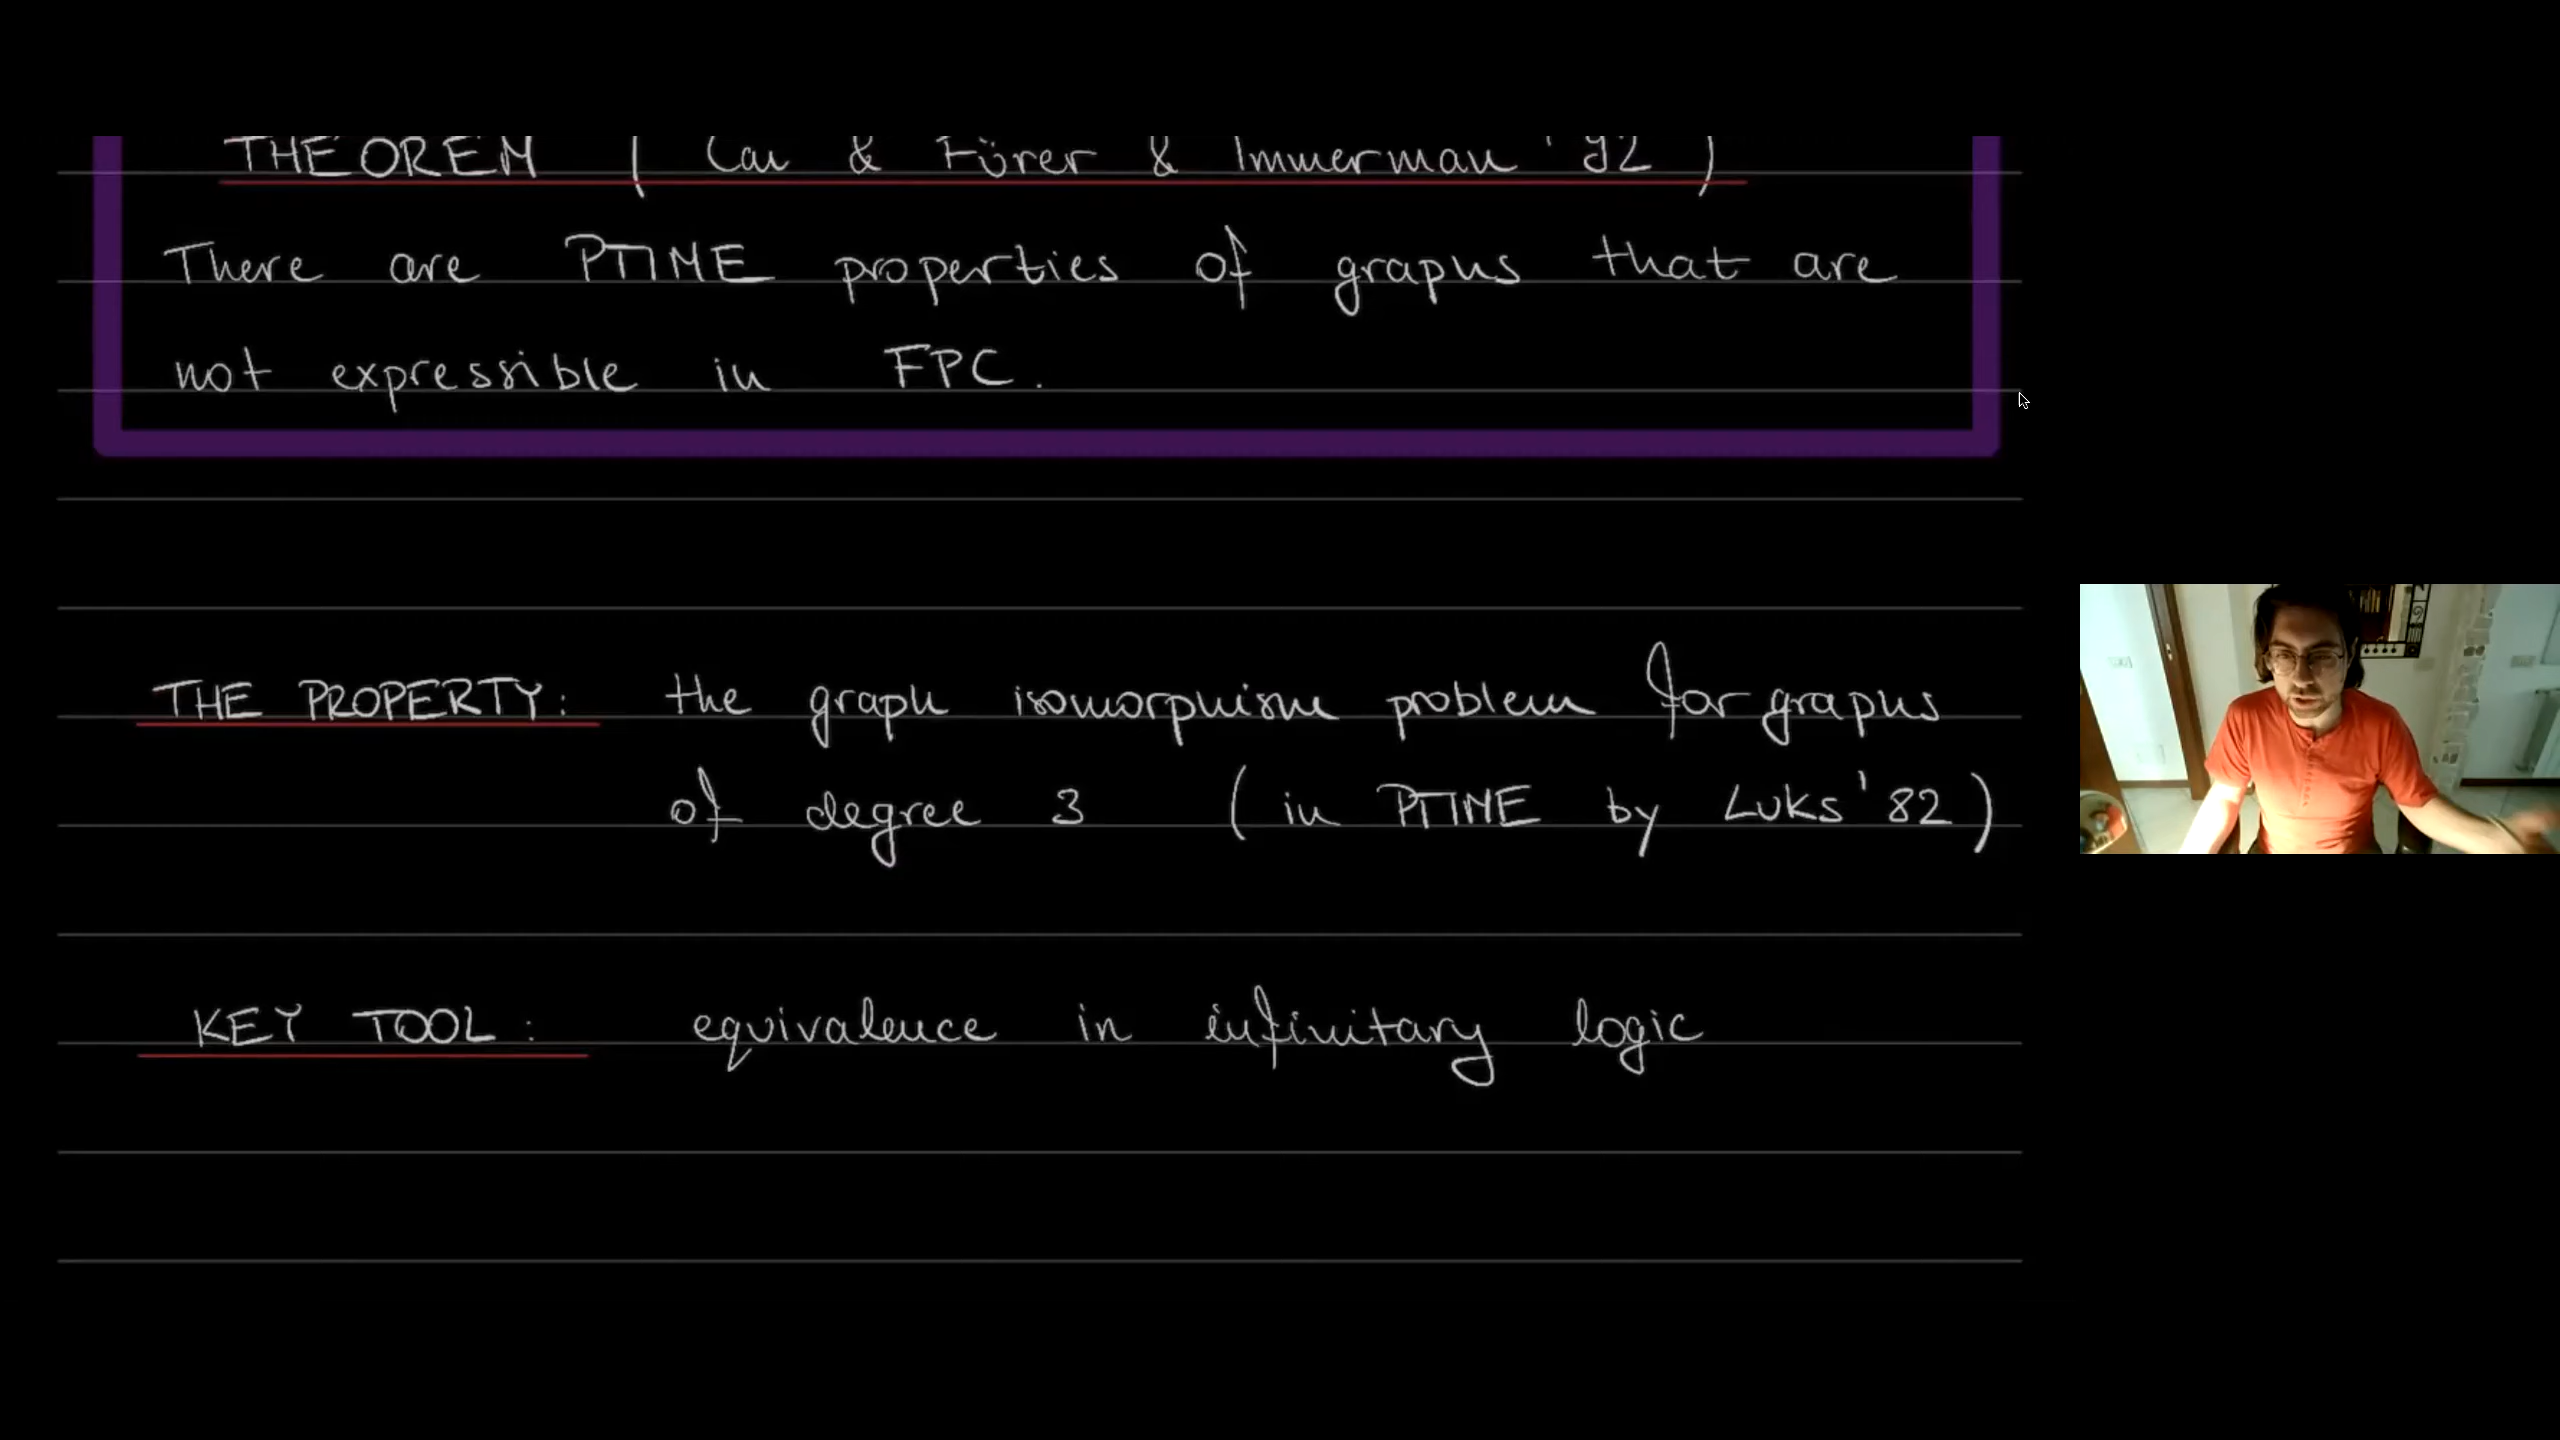 THEOREM ( Cai & Fürer & Immerman '92 )
There are PTIME properties of graphs that are
not expressible in FPC.
THE PROPERTY: the graph isomorphism problem for graphs
of degree 3 ( in PTIME by Luks '82 )
KEY TOOL: equivalence in infinitary logic